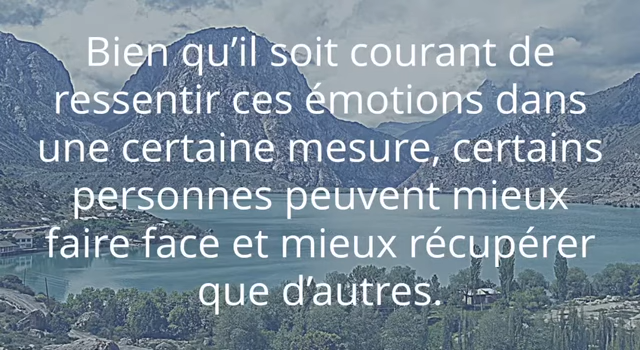 Bien qu’il soit courant de
ressentir ces émotions dans
une certaine mesure, certains
personnes peuvent mieux
faire face et mieux récupérer
que d’autres.